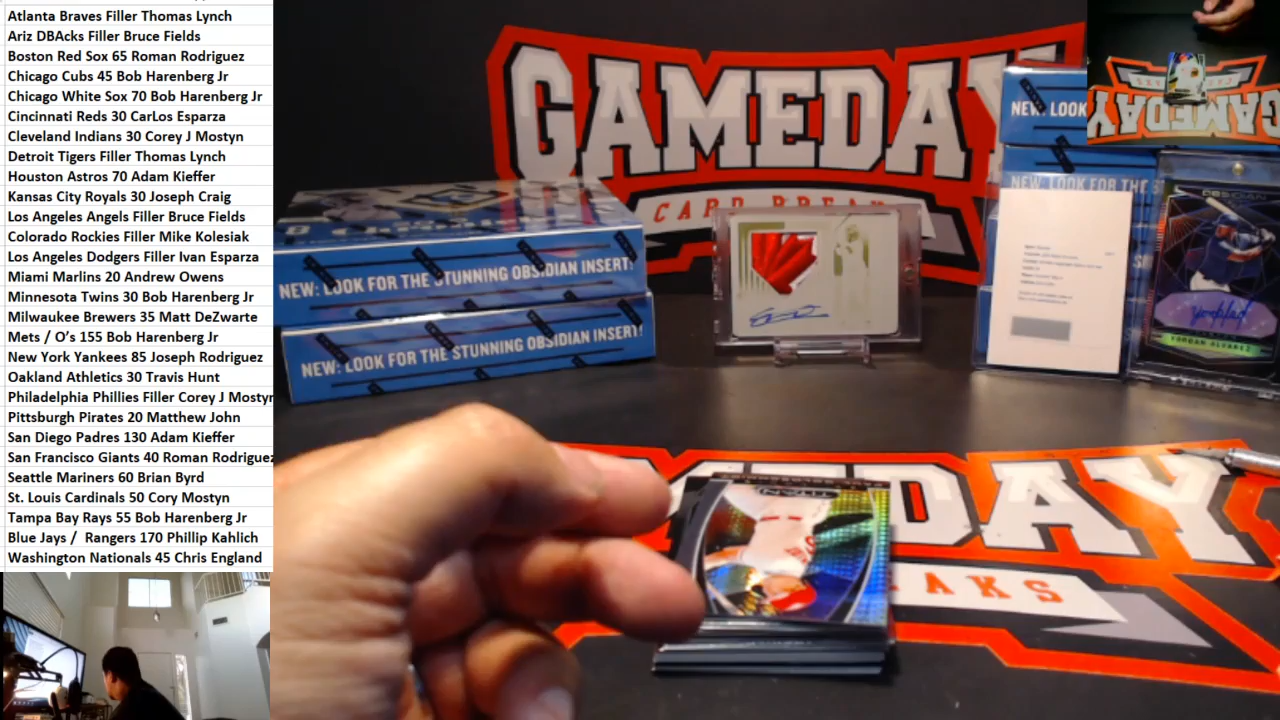 Atlanta Braves Filler Thomas Lynch
Ariz DBAcks Filler Bruce Fields
Boston Red Sox 65 Roman Rodriguez
Chicago Cubs 45 Bob Harenberg Jr
Chicago White Sox 70 Bob Harenberg Jr
Cincinnati Reds 30 CarLos Esparza
Cleveland Indians 30 Corey J Mostyn
Detroit Tigers Filler Thomas Lynch
Houston Astros 70 Adam Kieffer
Kansas City Royals 30 Joseph Craig
Los Angeles Angels Filler Bruce Fields
Colorado Rockies Filler Mike Kolesiak
Los Angeles Dodgers Filler Ivan Esparza
Miami Marlins 20 Andrew Owens
Minnesota Twins 30 Bob Harenberg Jr
Milwaukee Brewers 35 Matt DeZwarte
Mets / O's 155 Bob Harenberg Jr
New York Yankees 85 Joseph Rodriguez
Oakland Athletics 30 Travis Hunt
Philadelphia Phillies Filler Corey J Mostyn
Pittsburgh Pirates 20 Matthew John
San Diego Padres 130 Adam Kieffer
San Francisco Giants 40 Roman Rodriguez
Seattle Mariners 60 Brian Byrd
St. Louis Cardinals 50 Cory Mostyn
Tampa Bay Rays 55 Bob Harenberg Jr
Blue Jays / Rangers 170 Phillip Kahlich
Washington Nationals 45 Chris England
GAMEDAY
CARD BREA
NEW: LOOK FOR THE STUNNING OBSIDIAN INSERT!
NEW: LOOK FOR THE STUNNING OBSIDIAN INSERT!
NEW: LOOK
NEW: LOOK FOR THE
OBSIDIAN
YORDAN ALVAREZ
TITAN
GAMEDAY
EAKS
GAMEDAY